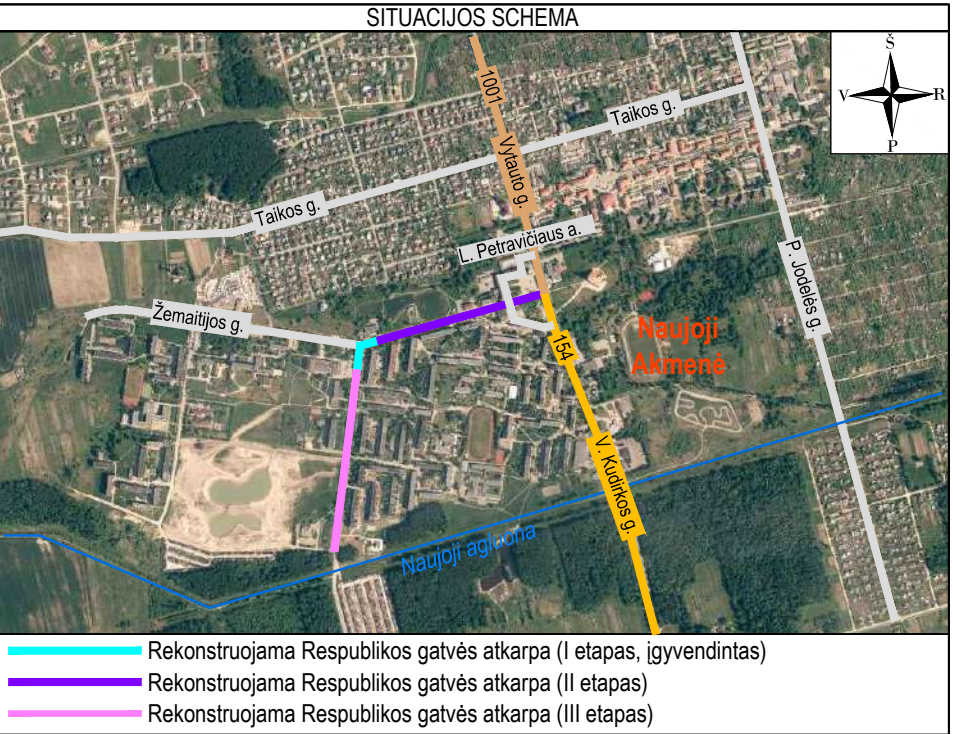 SITUACIJOS SCHEMA
Š
V
R
P
1001
Vytauto g.
Taikos g.
Taikos g.
L. Petravičiaus a.
P. Jodelės g.
Žemaitijos g.
154
Naujoji
Akmenė
V. Kudirkos g.
Naujoji agluona
Rekonstruojama Respublikos gatvės atkarpa (I etapas, įgyvendintas)
Rekonstruojama Respublikos gatvės atkarpa (II etapas)
Rekonstruojama Respublikos gatvės atkarpa (III etapas)